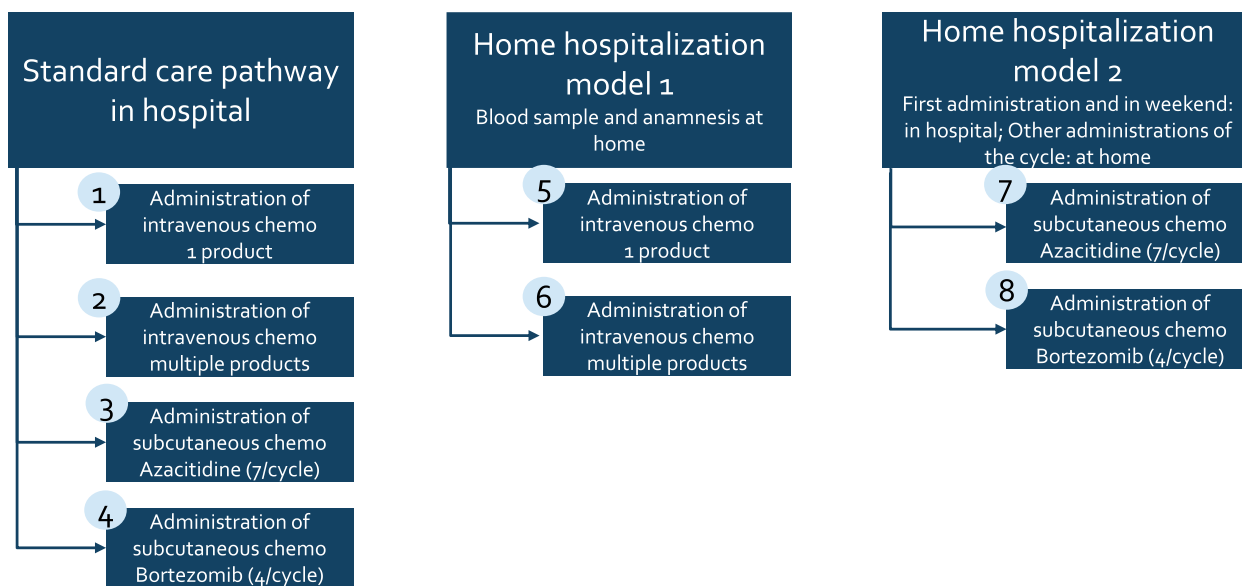 Standard care pathway
in hospital
1
Administration of
intravenous chemo
1 product
2
Administration of
intravenous chemo
multiple products
3
Administration of
subcutaneous chemo
Azacitidine (7/cycle)
4
Administration of
subcutaneous chemo
Bortezomib (4/cycle)
Home hospitalization
model 1
Blood sample and anamnesis at
home
5
Administration of
intravenous chemo
1 product
6
Administration of
intravenous chemo
multiple products
Home hospitalization
model 2
First administration and in weekend:
in hospital; Other administrations of
the cycle: at home
7
Administration of
subcutaneous chemo
Azacitidine (7/cycle)
8
Administration of
subcutaneous chemo
Bortezomib (4/cycle)